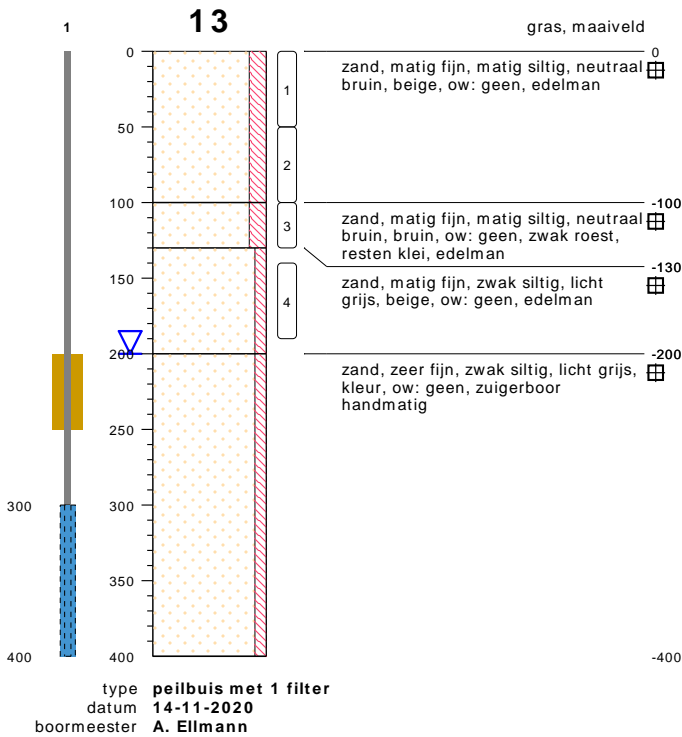 1
13
gras, maaiveld
0
0
zand, matig fijn, matig siltig, neutraal
bruin, beige, ow: geen, edelman
1
50
2
100
-100
zand, matig fijn, matig siltig, neutraal
bruin, bruin, ow: geen, zwak roest,
resten klei, edelman
3
-130
150
zand, matig fijn, zwak siltig, licht
grijs, beige, ow: geen, edelman
4
200
-200
zand, zeer fijn, zwak siltig, licht grijs,
kleur, ow: geen, zuigerboor
handmatig
250
300
300
350
400
400
-400
type peilbuis met 1 filter
datum 14-11-2020
boormeester A. Ellmann